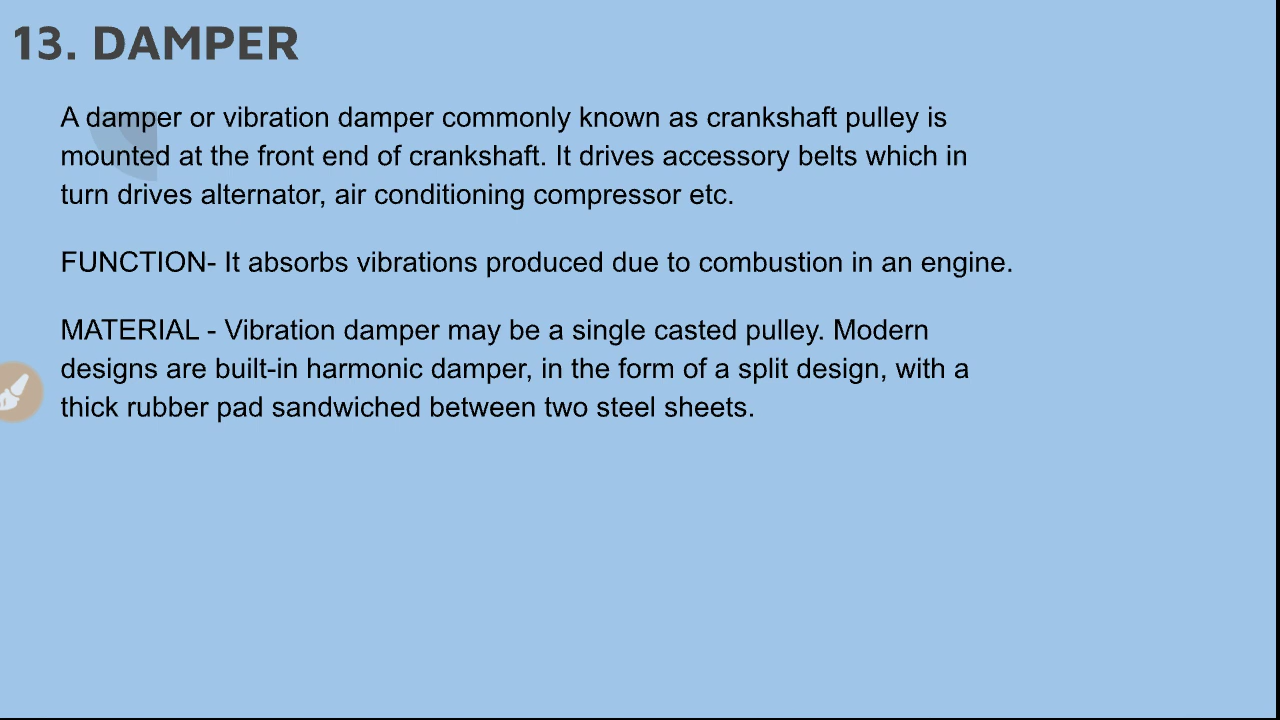 13. DAMPER
A damper or vibration damper commonly known as crankshaft pulley is
mounted at the front end of crankshaft. It drives accessory belts which in
turn drives alternator, air conditioning compressor etc.
FUNCTION- It absorbs vibrations produced due to combustion in an engine.
MATERIAL - Vibration damper may be a single casted pulley. Modern
designs are built-in harmonic damper, in the form of a split design, with a
thick rubber pad sandwiched between two steel sheets.